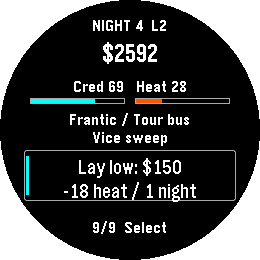 NIGHT 4 L2
$2592
Cred 69 Heat 28
Frantic / Tour bus
Vice sweep
Lay low: $150
-18 heat / 1 night
9/9 Select